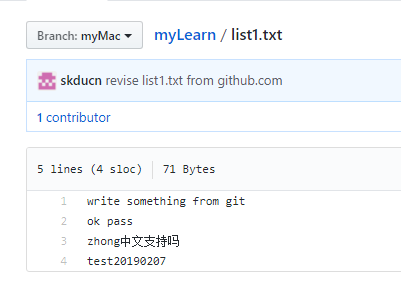 Branch: myMac myLearn / list1.txt
skducn revise list1.txt from github.com
1 contributor
5 lines (4 sloc) 71 Bytes
1 write something from git
2 ok pass
3 zhong中文支持吗
4 test20190207